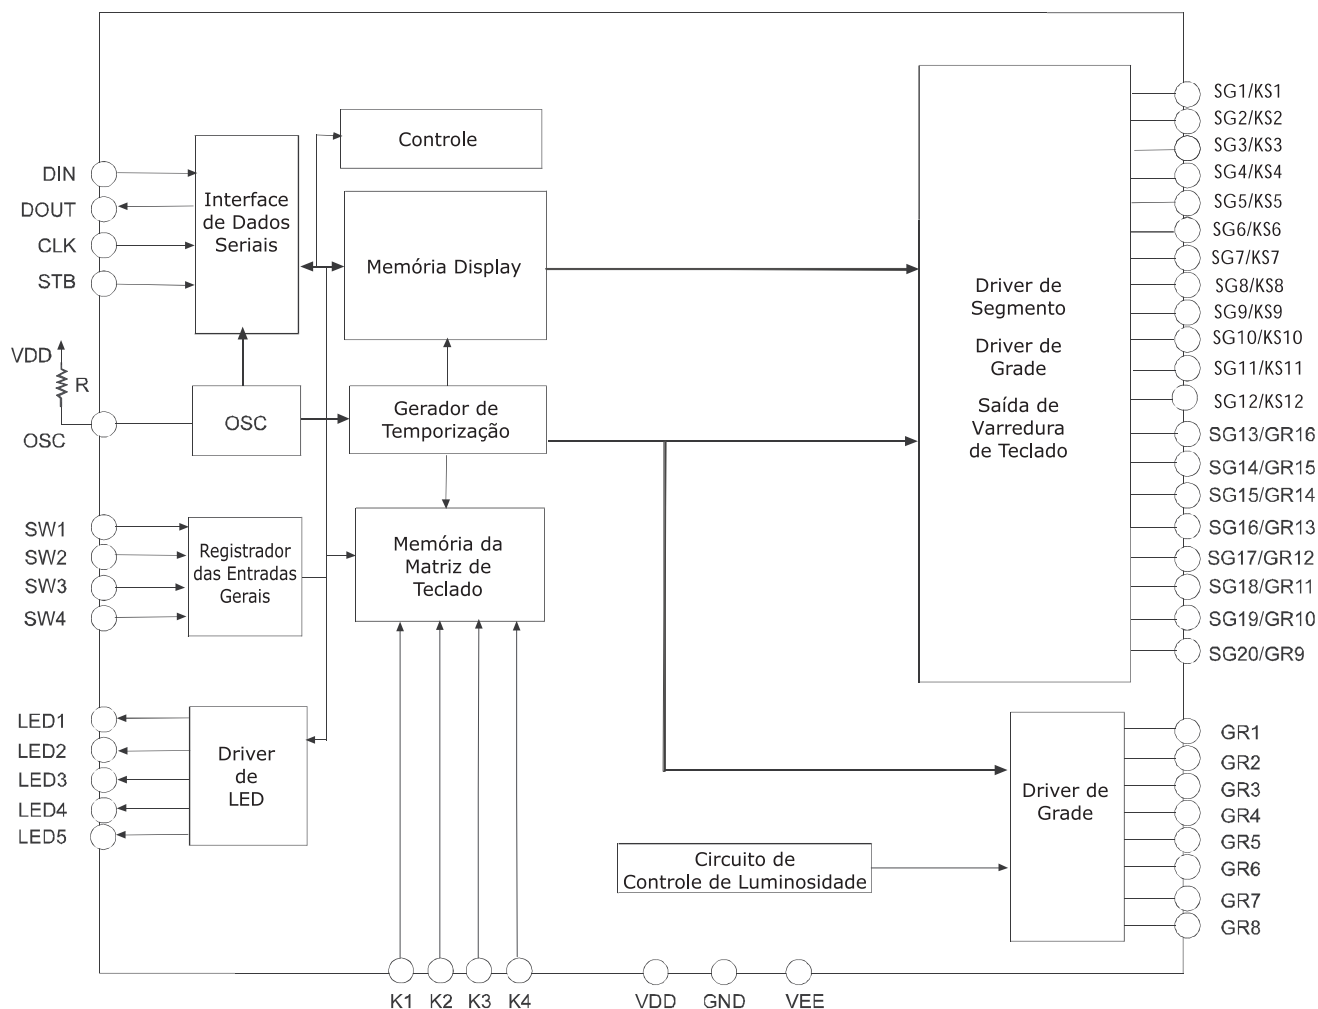 Controle
Interface
de Dados
Seriais
Memória Display
DIN
DOUT
CLK
STB
VDD
R
OSC
OSC
Gerador de
Temporização
SW1
SW2
SW3
SW4
Registrador
das Entradas
Gerais
Memória da
Matriz de
Teclado
LED1
LED2
LED3
LED4
LED5
Driver
de
LED
Driver de
Segmento
Driver de
Grade
Saída de
Varredura
de Teclado
SG1/KS1
SG2/KS2
SG3/KS3
SG4/KS4
SG5/KS5
SG6/KS6
SG7/KS7
SG8/KS8
SG9/KS9
SG10/KS10
SG11/KS11
SG12/KS12
SG13/GR16
SG14/GR15
SG15/GR14
SG16/GR13
SG17/GR12
SG18/GR11
SG19/GR10
SG20/GR9
Driver de
Grade
Circuito de
Controle de Luminosidade
GR1
GR2
GR3
GR4
GR5
GR6
GR7
GR8
K1
K2
K3
K4
VDD
GND
VEE